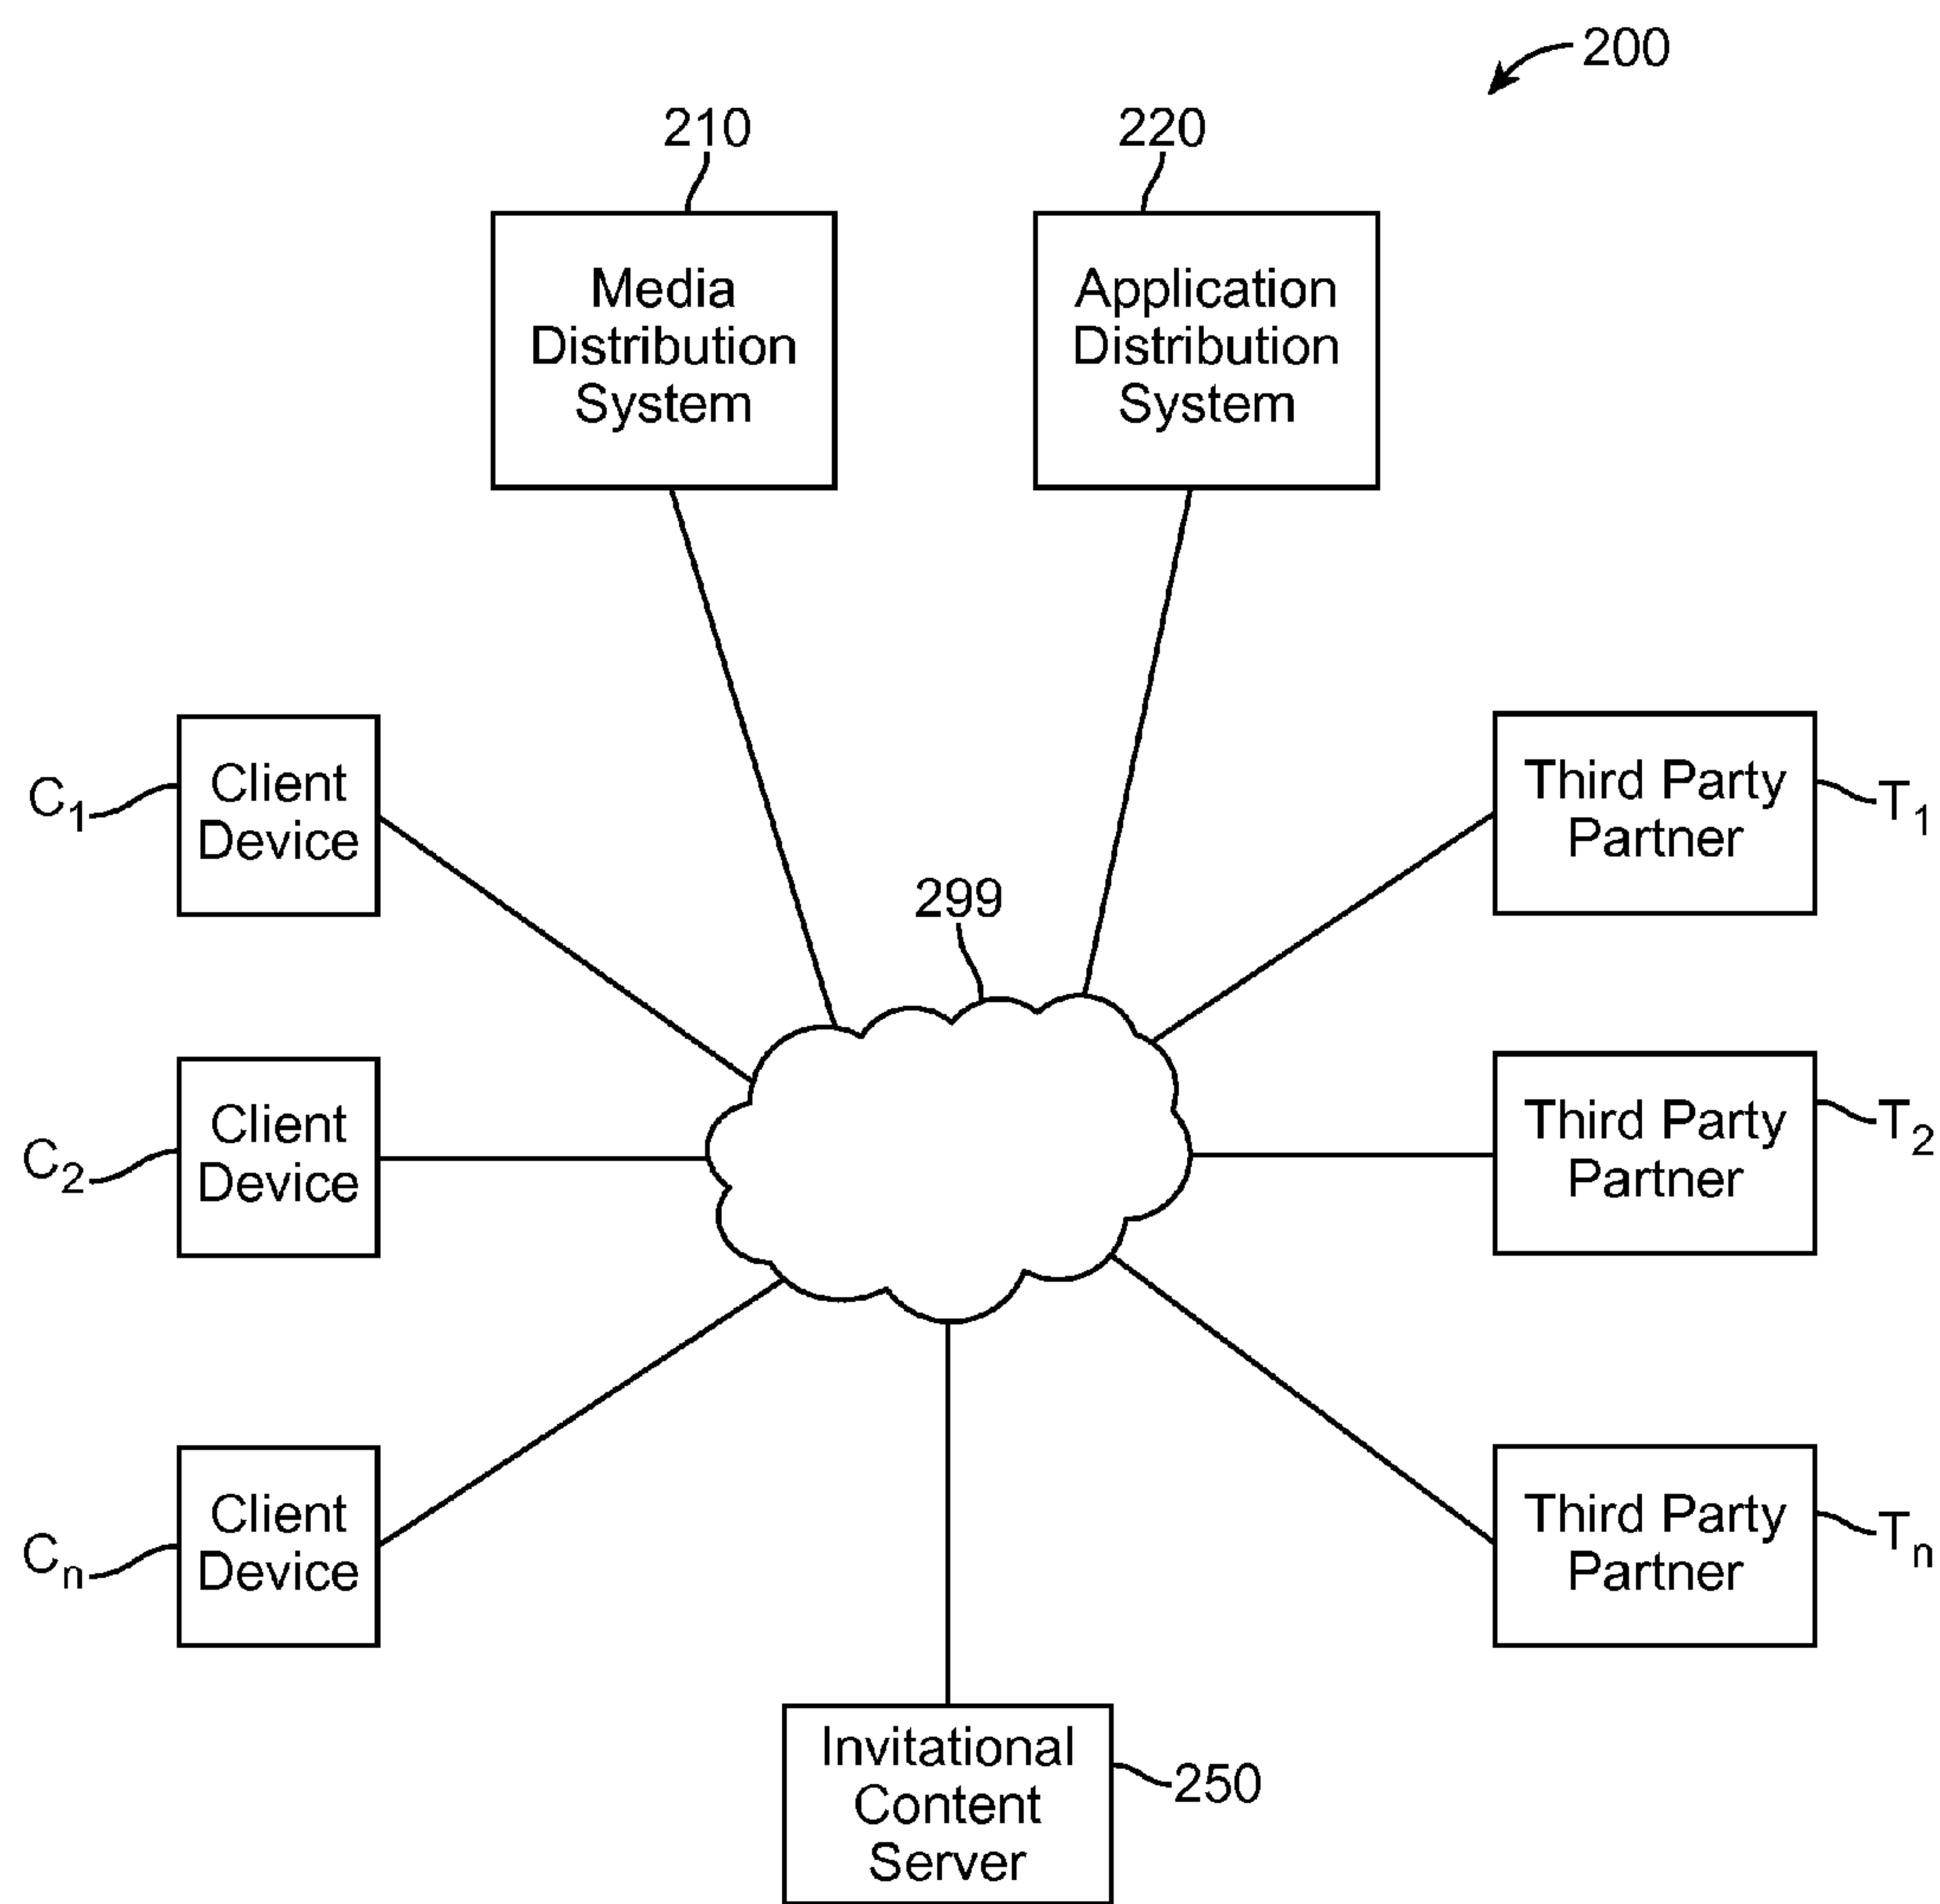 200
210
220
Media
Distribution
System
Application
Distribution
System
C1
Client
Device
Third Party
Partner
T1
299
C2
Client
Device
Third Party
Partner
T2
Cn
Client
Device
Third Party
Partner
Tn
Invitational
Content
Server
250